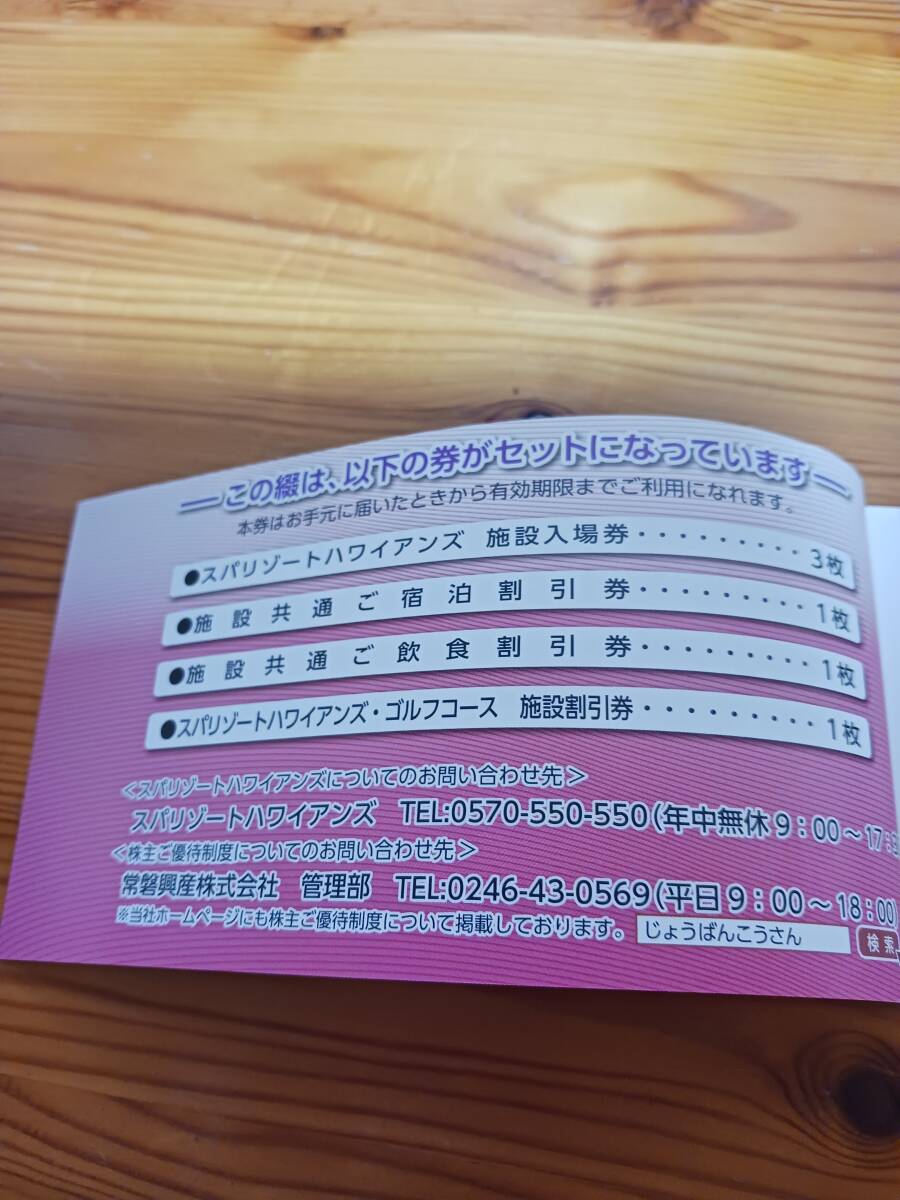 この綴は、以下の券がセットになっています
本券はお手元に届いたときから有効期限までご利用になれます。
●スパリゾートハワイアンズ 施設入場券・・・・・・・・・3枚
●施設共通ご宿泊割引券・・・・・・・・・1枚
●施設共通ご飲食割引券・・・・・・・・・1枚
●スパリゾートハワイアンズ・ゴルフコース 施設割引券・・・・・・・・・1枚
＜スパリゾートハワイアンズについてのお問い合わせ先＞
スパリゾートハワイアンズ TEL:0570-550-550(年中無休9：00～17：
＜株主ご優待制度についてのお問い合わせ先＞
常磐興産株式会社 管理部 TEL:0246-43-0569(平日9：00～18：00)
※当社ホームページにも株主ご優待制度について掲載しております。 じょうばんこうさん 検索